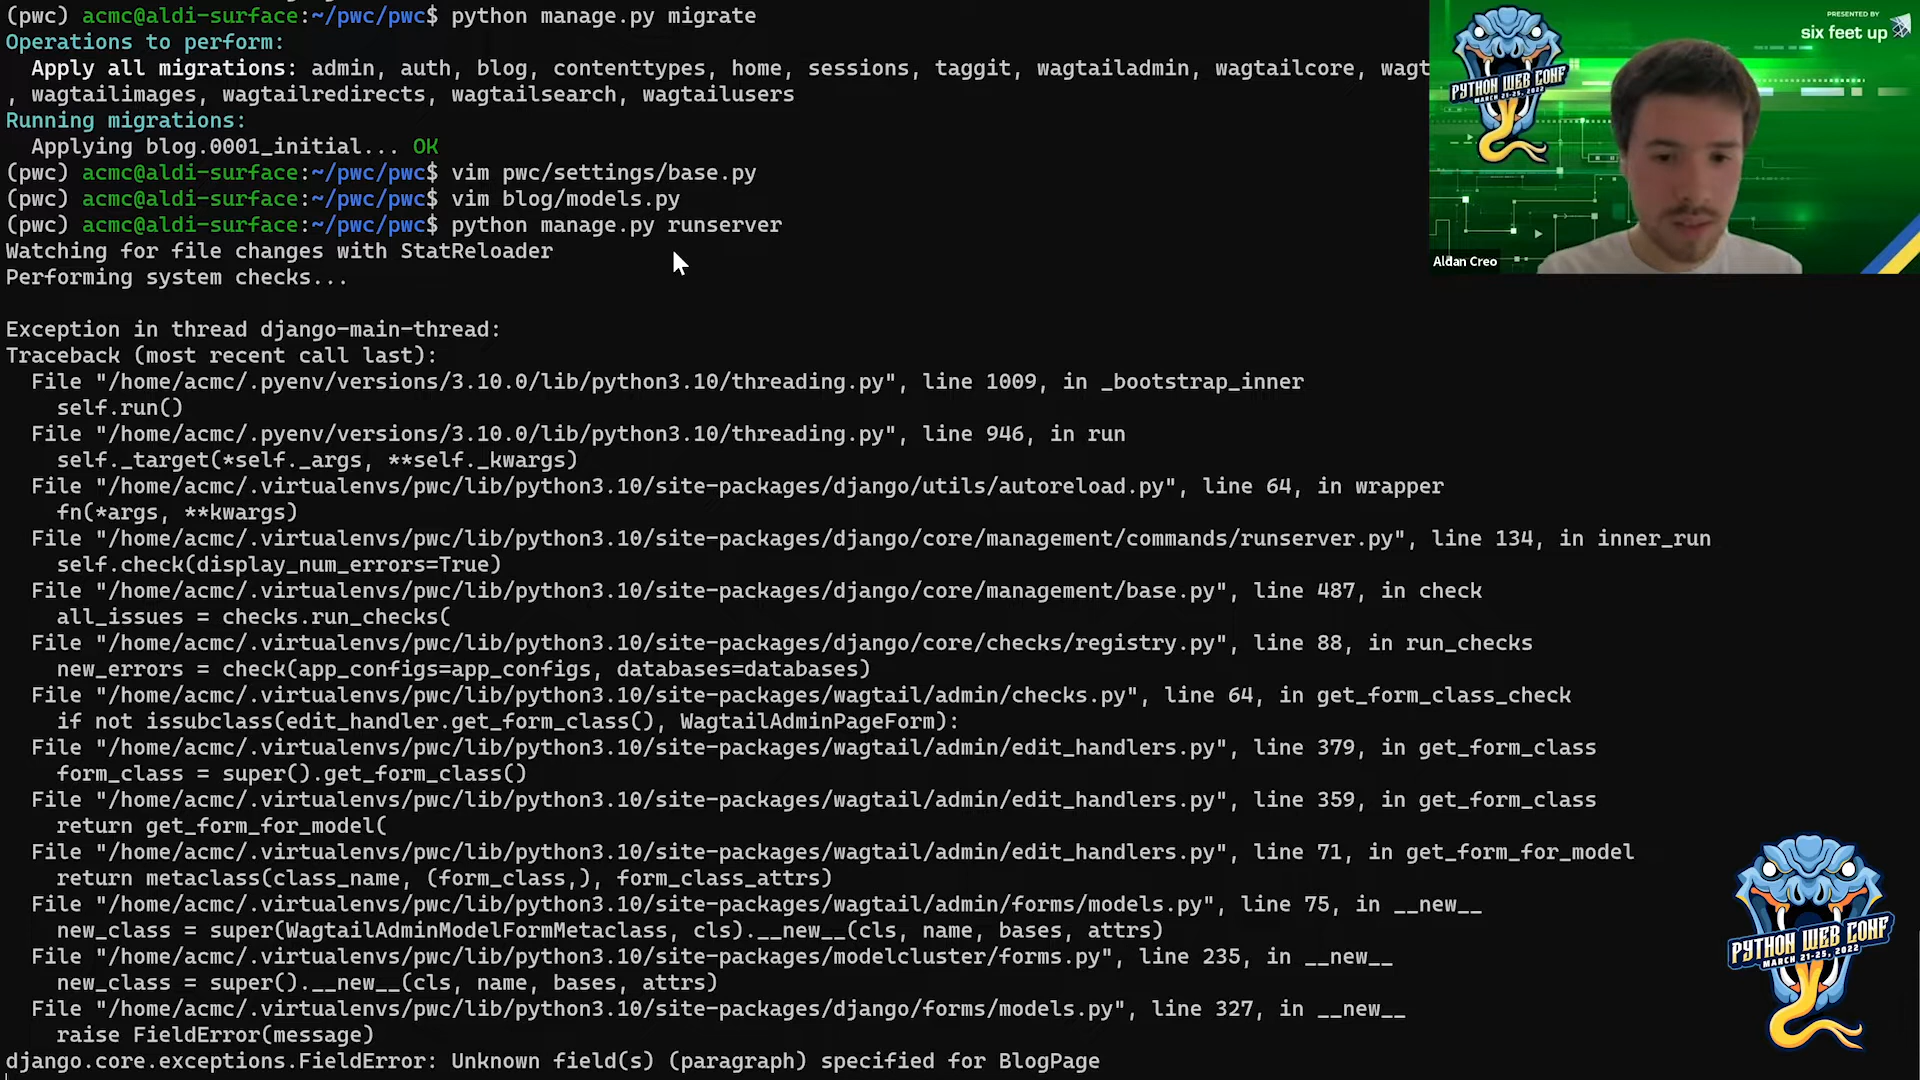 (pwc) acmc@aldi-surface:~/pwc/pwc$ python manage.py migrate
Operations to perform:
  Apply all migrations: admin, auth, blog, contenttypes, home, sessions, taggit, wagtailadmin, wagtailcore, wagt
, wagtailimages, wagtailredirects, wagtailsearch, wagtailusers
Running migrations:
  Applying blog.0001_initial... OK
(pwc) acmc@aldi-surface:~/pwc/pwc$ vim pwc/settings/base.py
(pwc) acmc@aldi-surface:~/pwc/pwc$ vim blog/models.py
(pwc) acmc@aldi-surface:~/pwc/pwc$ python manage.py runserver
Watching for file changes with StatReloader
Performing system checks...
Exception in thread django-main-thread:
Traceback (most recent call last):
  File "/home/acmc/.pyenv/versions/3.10.0/lib/python3.10/threading.py", line 1009, in _bootstrap_inner
    self.run()
  File "/home/acmc/.pyenv/versions/3.10.0/lib/python3.10/threading.py", line 946, in run
    self._target(*self._args, **self._kwargs)
  File "/home/acmc/.virtualenvs/pwc/lib/python3.10/site-packages/django/utils/autoreload.py", line 64, in wrapper
    fn(*args, **kwargs)
  File "/home/acmc/.virtualenvs/pwc/lib/python3.10/site-packages/django/core/management/commands/runserver.py", line 134, in inner_run
    self.check(display_num_errors=True)
  File "/home/acmc/.virtualenvs/pwc/lib/python3.10/site-packages/django/core/management/base.py", line 487, in check
    all_issues = checks.run_checks(
  File "/home/acmc/.virtualenvs/pwc/lib/python3.10/site-packages/django/core/checks/registry.py", line 88, in run_checks
    new_errors = check(app_configs=app_configs, databases=databases)
  File "/home/acmc/.virtualenvs/pwc/lib/python3.10/site-packages/wagtail/admin/checks.py", line 64, in get_form_class_check
    if not issubclass(edit_handler.get_form_class(), WagtailAdminPageForm):
  File "/home/acmc/.virtualenvs/pwc/lib/python3.10/site-packages/wagtail/admin/edit_handlers.py", line 379, in get_form_class
    form_class = super().get_form_class()
  File "/home/acmc/.virtualenvs/pwc/lib/python3.10/site-packages/wagtail/admin/edit_handlers.py", line 359, in get_form_class
    return get_form_for_model(
  File "/home/acmc/.virtualenvs/pwc/lib/python3.10/site-packages/wagtail/admin/edit_handlers.py", line 71, in get_form_for_model
    return metaclass(class_name, (form_class,), form_class_attrs)
  File "/home/acmc/.virtualenvs/pwc/lib/python3.10/site-packages/wagtail/admin/forms/models.py", line 75, in __new__
    new_class = super(WagtailAdminModelFormMetaclass, cls).__new__(cls, name, bases, attrs)
  File "/home/acmc/.virtualenvs/pwc/lib/python3.10/site-packages/modelcluster/forms.py", line 235, in __new__
    new_class = super().__new__(cls, name, bases, attrs)
  File "/home/acmc/.virtualenvs/pwc/lib/python3.10/site-packages/django/forms/models.py", line 327, in __new__
    raise FieldError(message)
django.core.exceptions.FieldError: Unknown field(s) (paragraph) specified for BlogPage
PRESENTED BY
six feet up
PYTHON WEB CONF
MARCH 21-25, 2022
Aldan Creo
PYTHON WEB CONF
MARCH 21-25, 2022